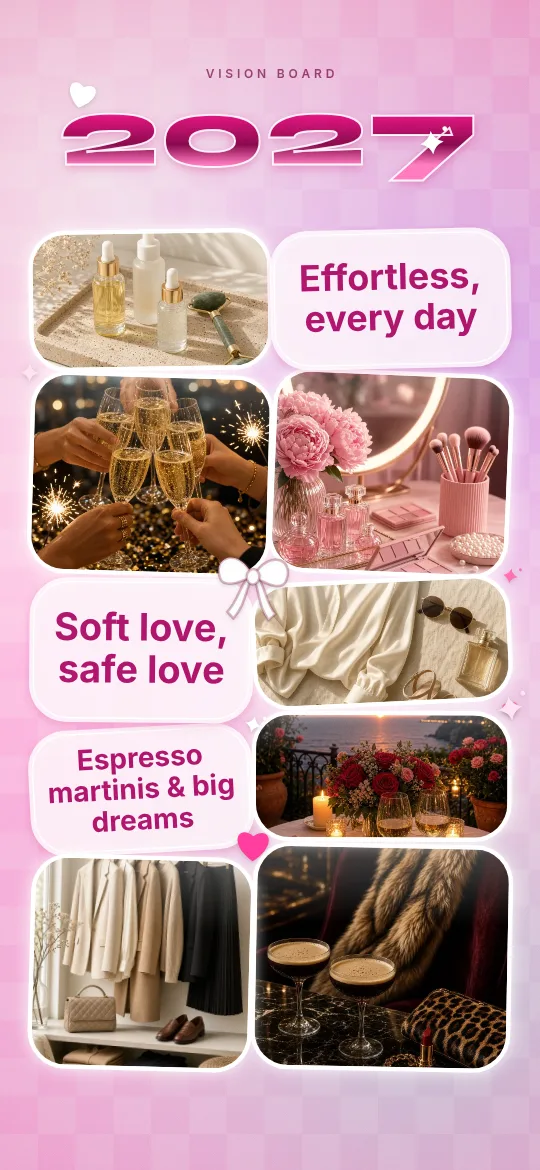 VISION BOARD
2027
Effortless,
every day
Soft love,
safe love
Espresso
martinis & big
dreams